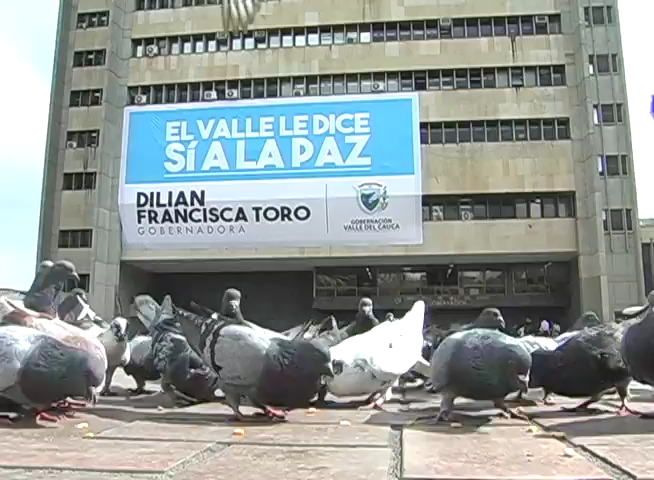 EL VALLE LE DICE
SÍ A LA PAZ
DILIAN
FRANCISCA TORO
GOBERNADORA
GOBERNACIÓN
VALLE DEL CAUCA